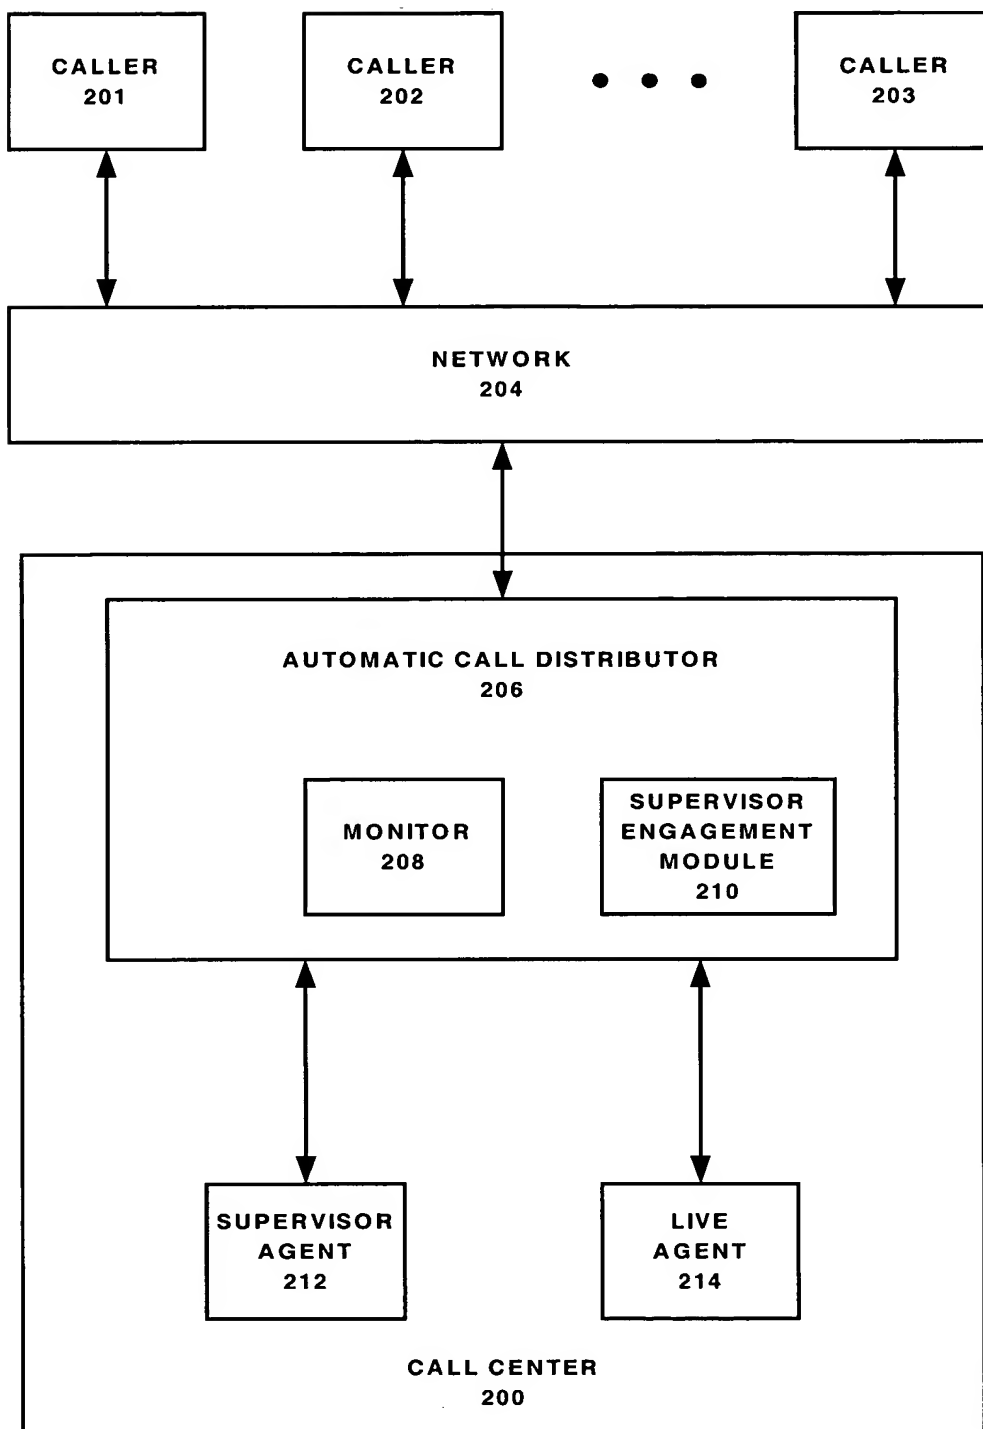 CALLER
201
CALLER
202
CALLER
203
NETWORK
204
AUTOMATIC CALL DISTRIBUTOR
206
MONITOR
208
SUPERVISOR
ENGAGEMENT
MODULE
210
SUPERVISOR
AGENT
212
LIVE
AGENT
214
CALL CENTER
200